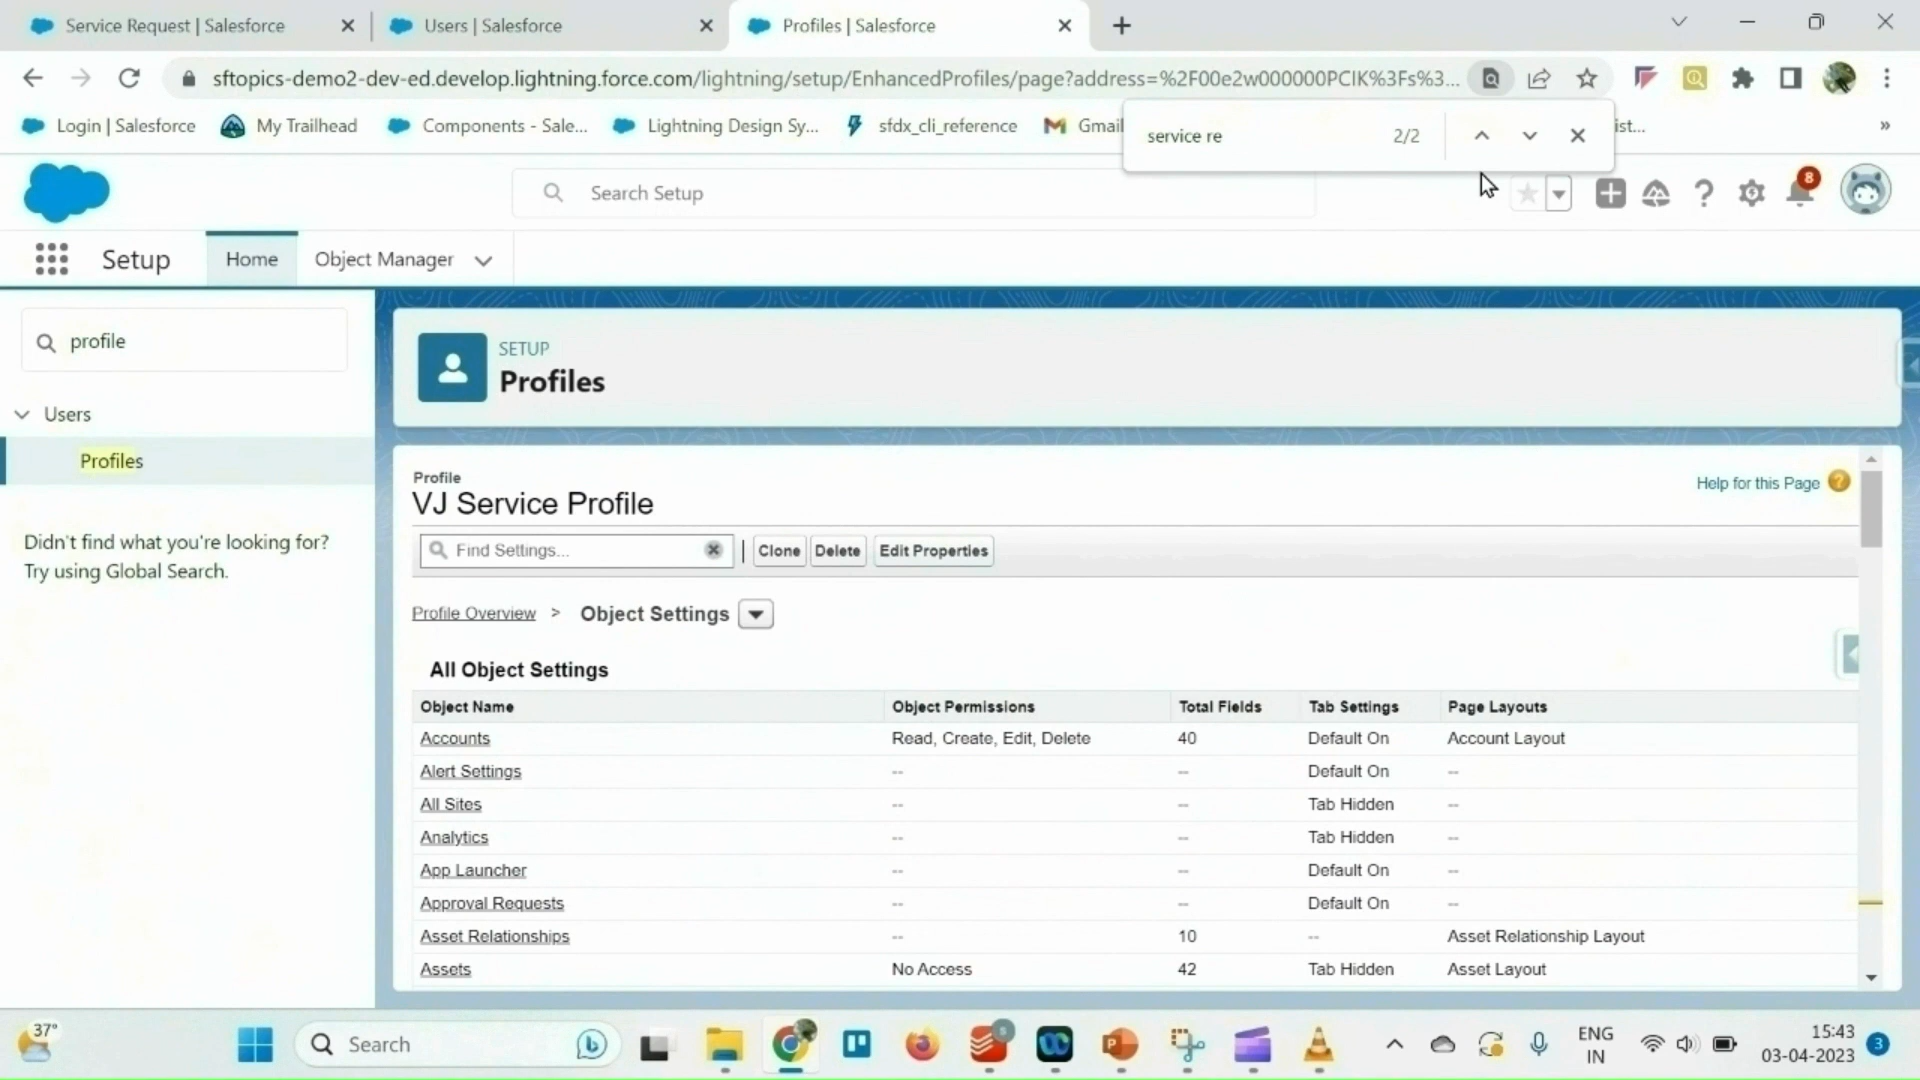 Service Request | Salesforce
Users | Salesforce
Profiles | Salesforce
sftopics-demo2-dev-ed.develop.lightning.force.com/lightning/setup/EnhancedProfiles/page?address=%2F00e2w000000PCIK%3Fs%3...
Login | Salesforce
My Trailhead
Components - Sale...
Lightning Design Sy...
sfdx_cli_reference
Gmail
ist...
»
service re
2/2
Search Setup
8
Setup
Home
Object Manager
profile
Users
Profiles
Didn't find what you're looking for?
Try using Global Search.
SETUP
Profiles
Profile
VJ Service Profile
Help for this Page
Find Settings...
Clone
Delete
Edit Properties
Profile Overview > Object Settings
All Object Settings
Object Name Object Permissions Total Fields Tab Settings Page Layouts
Accounts Read, Create, Edit, Delete 40 Default On Account Layout
Alert Settings -- -- Default On --
All Sites -- -- Tab Hidden --
Analytics -- -- Tab Hidden --
App Launcher -- -- Default On --
Approval Requests -- -- Default On --
Asset Relationships -- 10 -- Asset Relationship Layout
Assets No Access 42 Tab Hidden Asset Layout
37°
Search
ENG
IN
15:43
03-04-2023
3